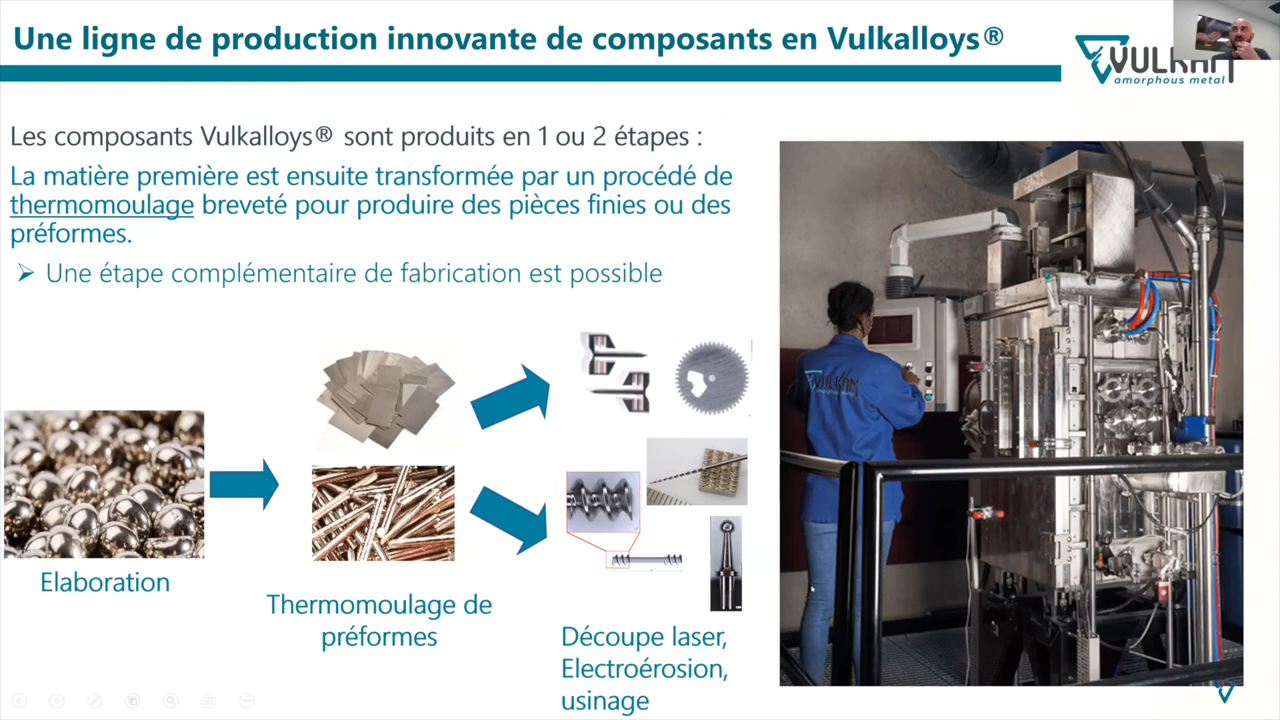 Une ligne de production innovante de composants en Vulkalloys®
VULKAM
amorphous metal
Les composants Vulkalloys® sont produits en 1 ou 2 étapes :
La matière première est ensuite transformée par un procédé de
thermomoulage breveté pour produire des pièces finies ou des
préformes.
➢ Une étape complémentaire de fabrication est possible
VULKAM
Elaboration
Thermomoulage de
préformes
Découpe laser,
Electroérosion,
usinage